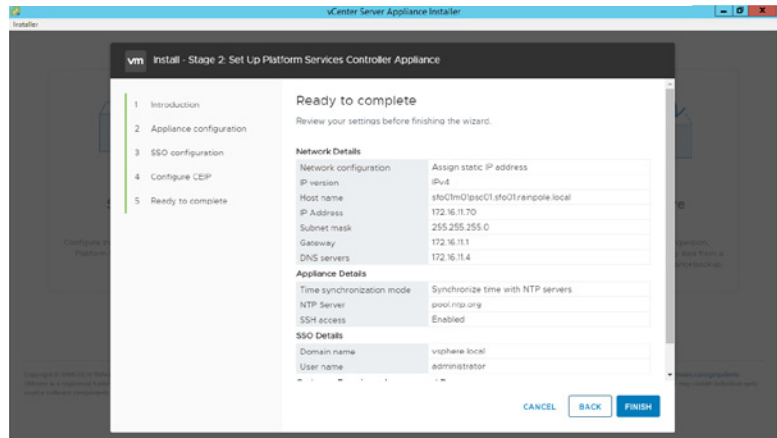 vCenter Server Appliance Installer
Installer
vm Install - Stage 2: Set Up Platform Services Controller Appliance
1 Introduction
2 Appliance configuration
3 SSO configuration
4 Configure CEIP
5 Ready to complete
Ready to complete
Review your settings before finishing the wizard.
Network Details
Network configuration Assign static IP address
IP version IPv4
Host name sfo01m01psc01.sfo01.rainpole.local
IP Address 172.16.11.70
Subnet mask 255.255.255.0
Gateway 172.16.11.1
DNS servers 172.16.11.4
Appliance Details
Time synchronization mode Synchronize time with NTP servers
NTP Server pool.ntp.org
SSH access Enabled
SSO Details
Domain name vsphere.local
User name administrator
CANCEL BACK FINISH